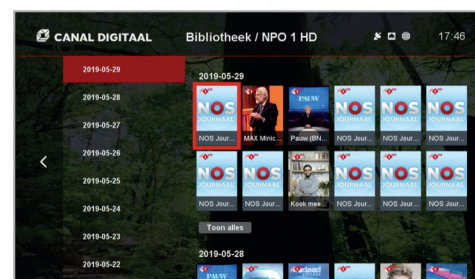 CANAL DIGITAAL
Bibliotheek / NPO 1 HD
17:46
2019-05-29
2019-05-28
2019-05-27
2019-05-26
2019-05-25
2019-05-24
2019-05-23
2019-05-22
2019-05-29
NOS JOURNAAL
PAUW
NOS JOURNAAL
NOS JOURNAAL
NOS JOURNAAL
NOS Jour...
MAX Minic...
Pauw (BN...
NOS Jour...
NOS Jour...
NOS Jour...
NOS JOURNAAL
NOS JOURNAAL
NOS JOURNAAL
NOS JOURNAAL
NOS JOURNAAL
NOS Jour...
NOS Jour...
Kook mee...
NOS Jour...
NOS Jour...
NOS Jour...
Toon alles
2019-05-28
PAUW